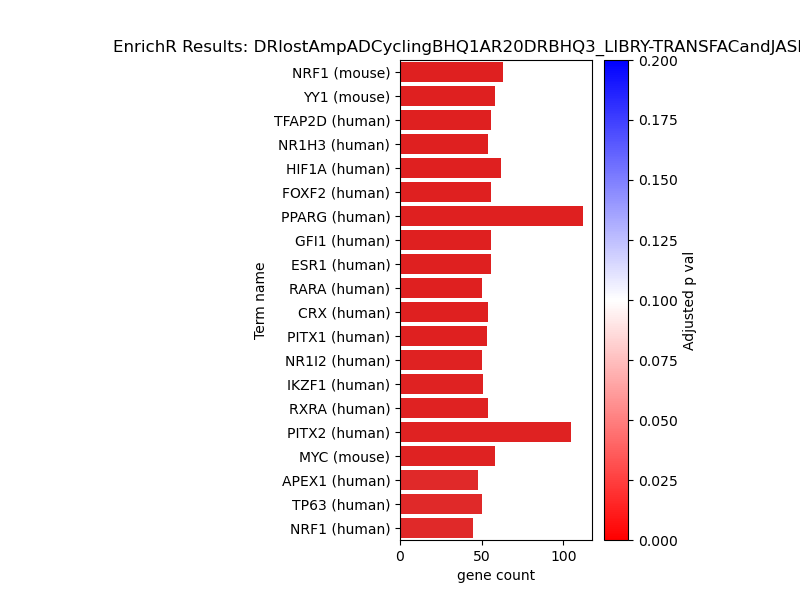 EnrichR Results: DRlostAmpADCyclingBHQ1AR20DRBHQ3_LIBRY-TRANSFACandJASI
NRF1 (mouse)
YY1 (mouse)
TFAP2D (human)
NR1H3 (human)
HIF1A (human)
FOXF2 (human)
PPARG (human)
GFI1 (human)
ESR1 (human)
RARA (human)
CRX (human)
PITX1 (human)
NR1I2 (human)
IKZF1 (human)
RXRA (human)
PITX2 (human)
MYC (mouse)
APEX1 (human)
TP63 (human)
NRF1 (human)
Term name
0 50 100
gene count
0.200
0.175
0.150
0.125
0.100
0.075
0.050
0.025
0.000
Adjusted p val